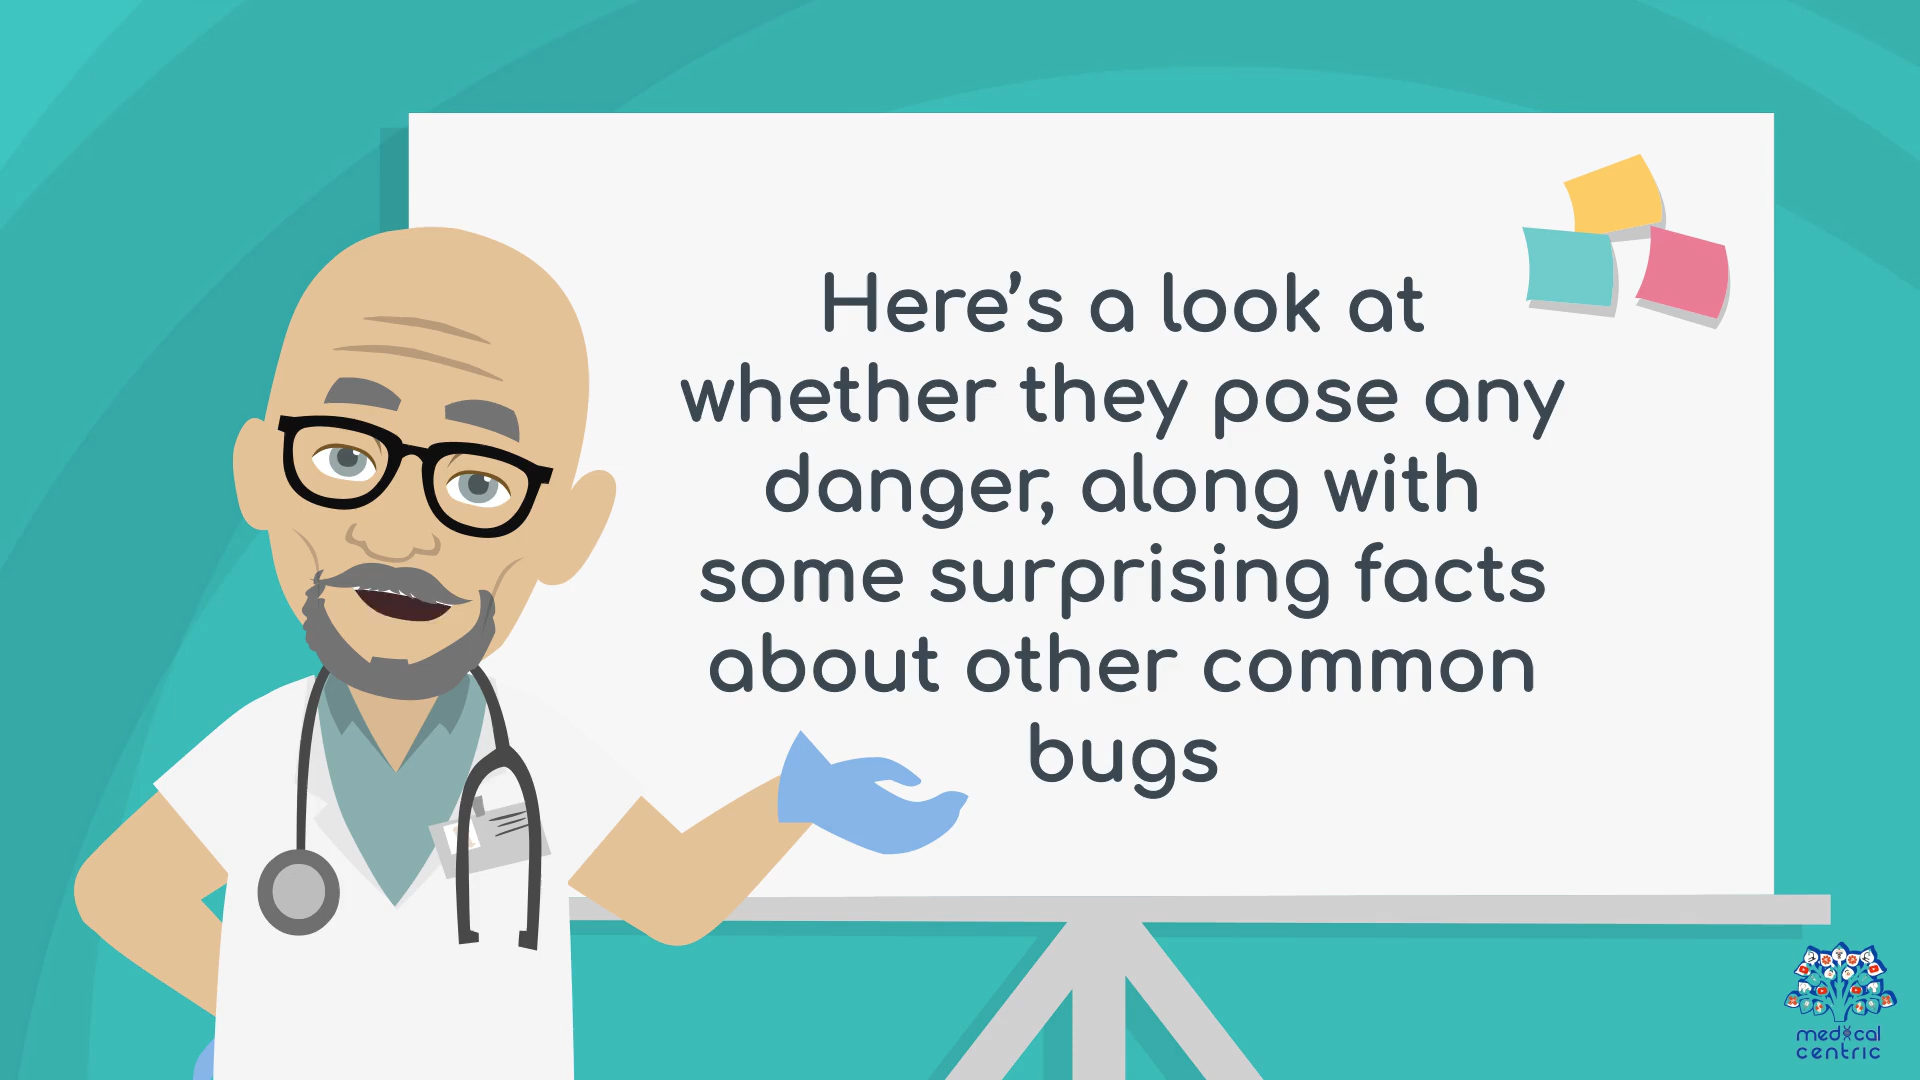 Here’s a look at
whether they pose any
danger, along with
some surprising facts
about other common
bugs
medical
centric